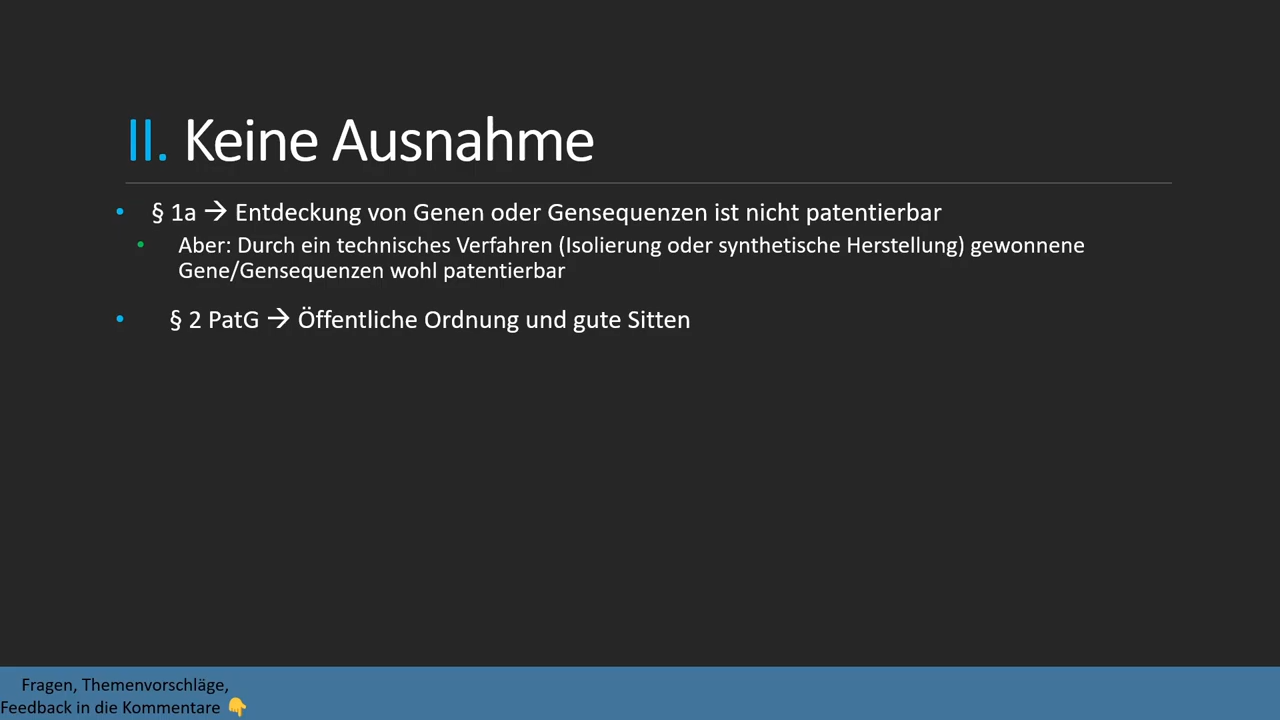 II. Keine Ausnahme
• § 1a → Entdeckung von Genen oder Gensequenzen ist nicht patentierbar
• Aber: Durch ein technisches Verfahren (Isolierung oder synthetische Herstellung) gewonnene
Gene/Gensequenzen wohl patentierbar
• § 2 PatG → Öffentliche Ordnung und gute Sitten
Fragen, Themenvorschläge,
Feedback in die Kommentare 👇